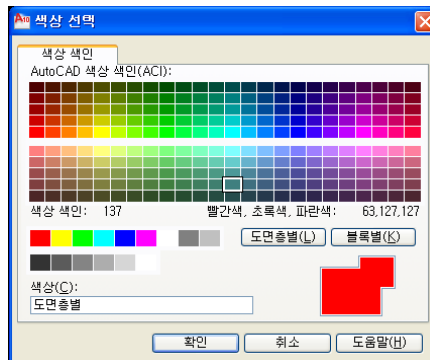 색상 선택
색상 색인
AutoCAD 색상 색인(ACI):
색상 색인: 137 빨간색, 초록색, 파란색: 63,127,127
도면층별(L) 블록별(K)
색상(C):
도면층별
확인 취소 도움말(H)